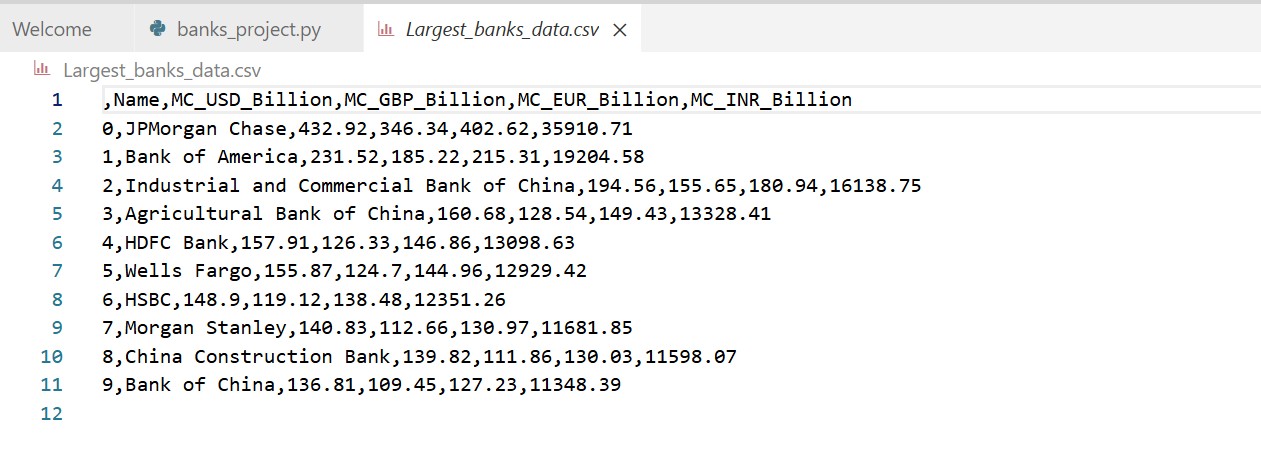 Welcome banks_project.py Largest_banks_data.csv ×
Largest_banks_data.csv
1 ,Name,MC_USD_Billion,MC_GBP_Billion,MC_EUR_Billion,MC_INR_Billion
2 0,JPMorgan Chase,432.92,346.34,402.62,35910.71
3 1,Bank of America,231.52,185.22,215.31,19204.58
4 2,Industrial and Commercial Bank of China,194.56,155.65,180.94,16138.75
5 3,Agricultural Bank of China,160.68,128.54,149.43,13328.41
6 4,HDFC Bank,157.91,126.33,146.86,13098.63
7 5,Wells Fargo,155.87,124.7,144.96,12929.42
8 6,HSBC,148.9,119.12,138.48,12351.26
9 7,Morgan Stanley,140.83,112.66,130.97,11681.85
10 8,China Construction Bank,139.82,111.86,130.03,11598.07
11 9,Bank of China,136.81,109.45,127.23,11348.39
12